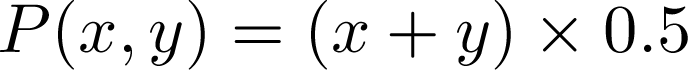 P(x, y) = (x + y) × 0.5